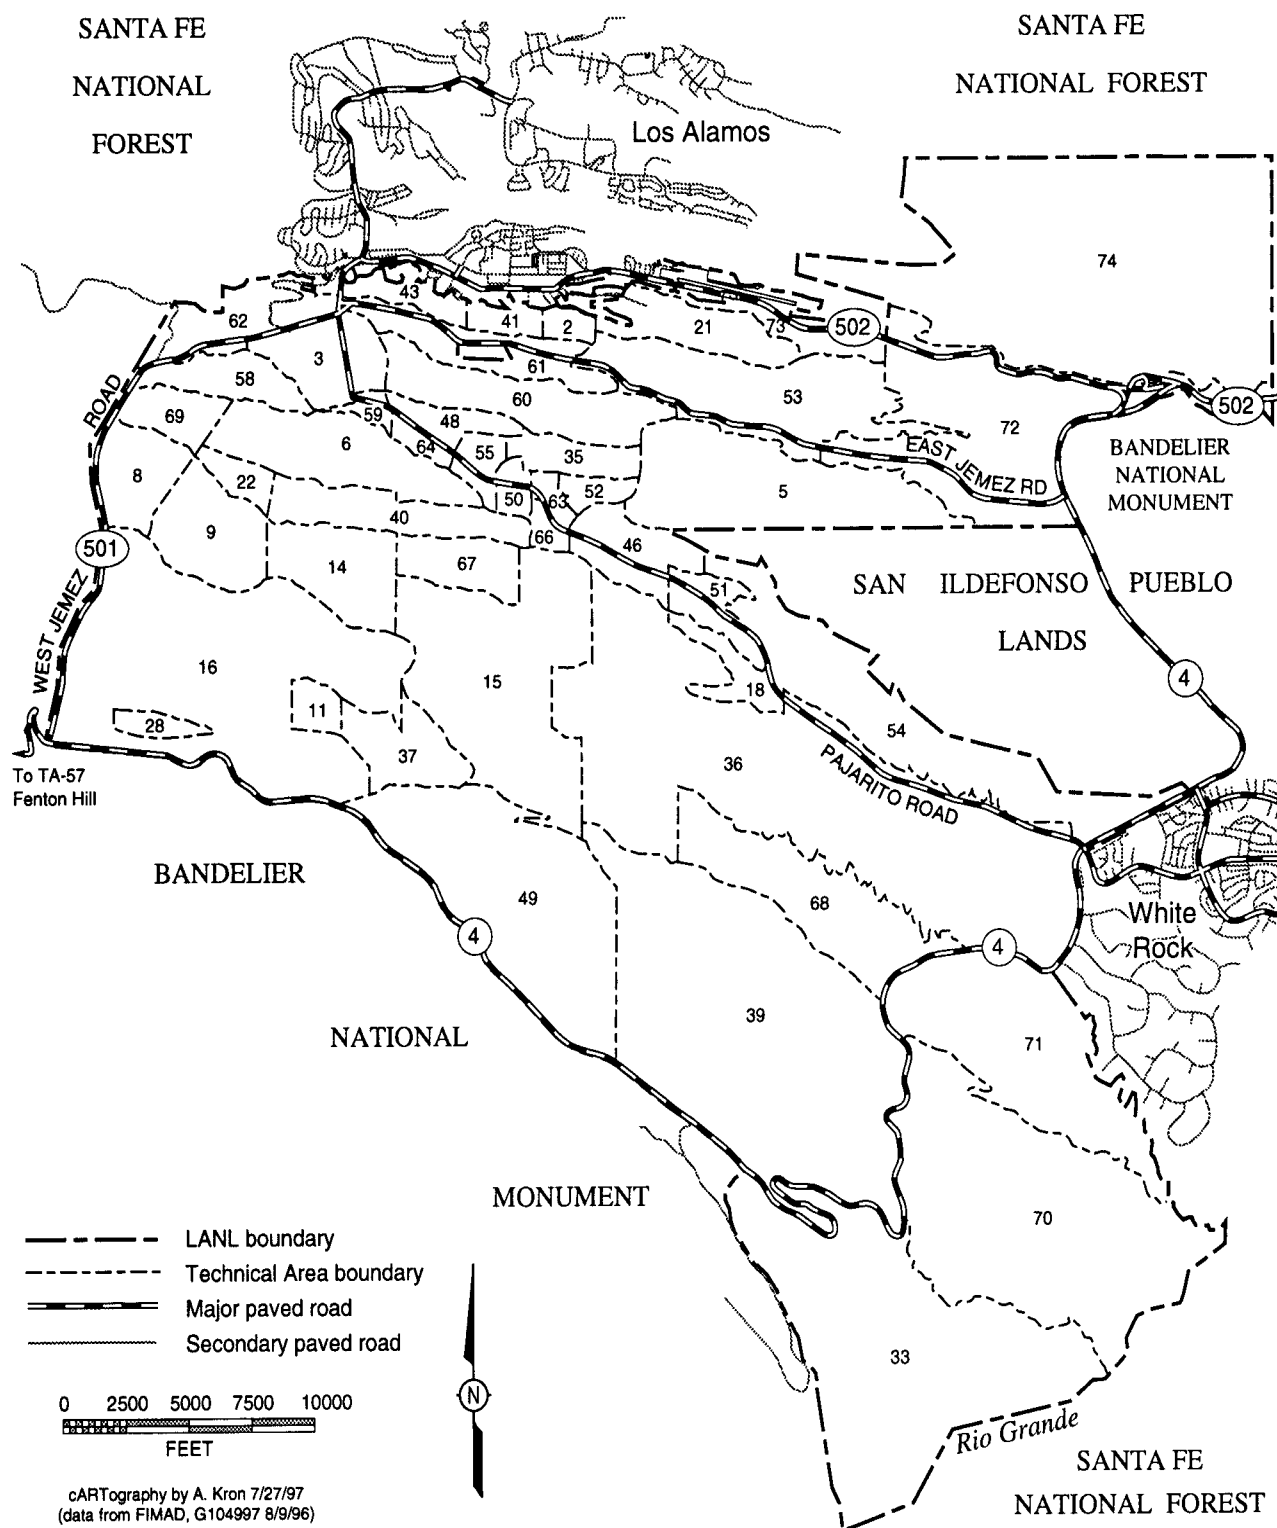 SANTA FE
NATIONAL
FOREST
SANTA FE
NATIONAL FOREST
Los Alamos
74
43
62
41
2
21
73
502
3
61
58
60
53
502
69
59
48
72
6
64
55
35
EAST JEMEZ RD
BANDELIER
NATIONAL
MONUMENT
ROAD
8
22
50
63
52
5
40
9
66
46
501
14
67
51
SAN ILDEFONSO PUEBLO
LANDS
WEST JEMEZ
16
15
18
4
11
28
54
37
36
PAJARITO ROAD
To TA-57
Fenton Hill
BANDELIER
49
68
White
Rock
4
4
39
NATIONAL
71
MONUMENT
70
LANL boundary
Technical Area boundary
Major paved road
Secondary paved road
33
0 2500 5000 7500 10000
FEET
N
Rio Grande
SANTA FE
NATIONAL FOREST
cARTography by A. Kron 7/27/97
(data from FIMAD, G104997 8/9/96)